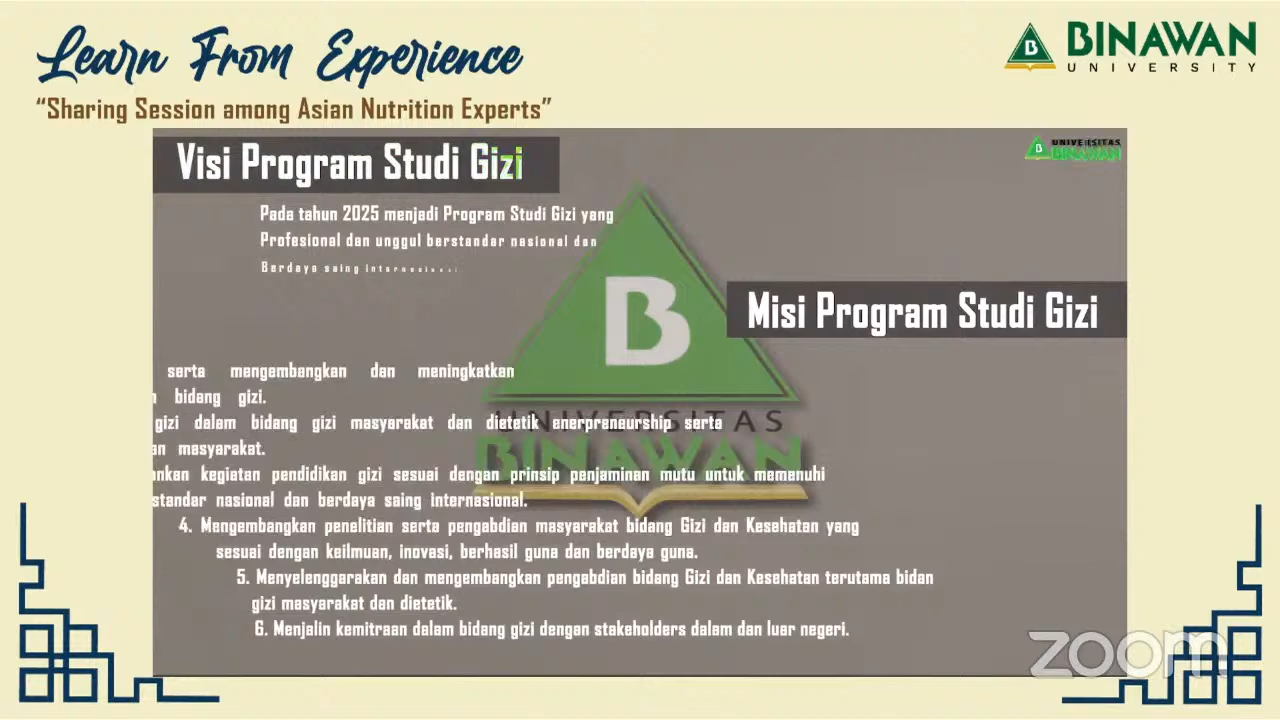 Learn From Experience
“Sharing Session among Asian Nutrition Experts”
BINAWAN
UNIVERSITY
Visi Program Studi Gizi
UNIVERSITAS
BINAWAN
Pada tahun 2025 menjadi Program Studi Gizi yang
Profesional dan unggul berstandar nasional dan
Berdaya saing
B
Misi Program Studi Gizi
serta mengembangkan dan meningkatkan
bidang gizi.
gizi dalam bidang gizi masyarakat dan dietetik enerpreneurship serta
masyarakat.
kegiatan pendidikan gizi sesuai dengan prinsip penjaminan mutu untuk memenuhi
standar nasional dan berdaya saing internasional.
4. Mengembangkan penelitian serta pengabdian masyarakat bidang Gizi dan Kesehatan yang
sesuai dengan keilmuan, inovasi, berhasil guna dan berdaya guna.
5. Menyelenggarakan dan mengembangkan pengabdian bidang Gizi dan Kesehatan terutama bidan
gizi masyarakat dan dietetik.
6. Menjalin kemitraan dalam bidang gizi dengan stakeholders dalam dan luar negeri.
UNIVERSITAS
BINAWAN
zoom